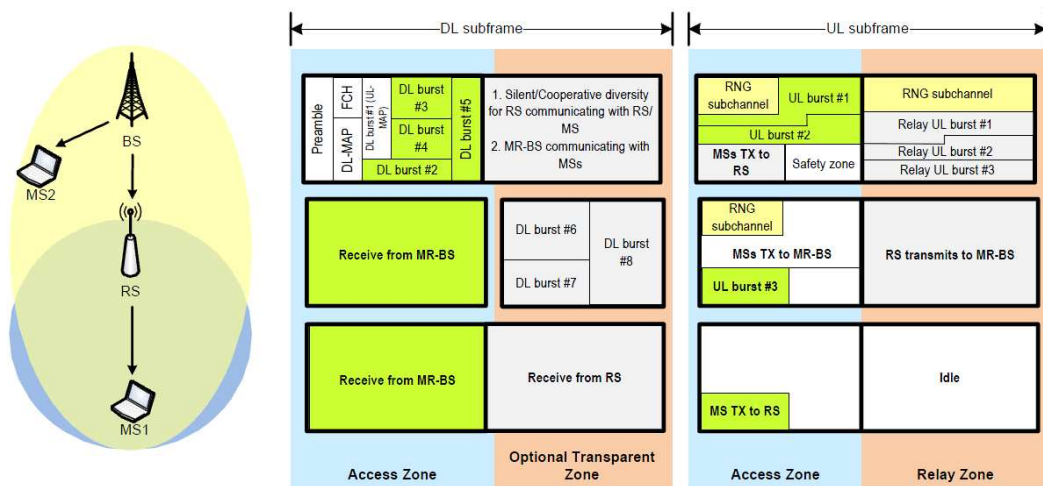 DL subframe
UL subframe
BS
MS2
RS
MS1
Preamble
FCH
DL-MAP
DL burst #1 (UL-
MAP)
DL burst
#3
DL burst
#4
DL burst #2
DL burst #5
1. Silent/Cooperative diversity
for RS communicating with RS/
MS
2. MR-BS communicating with
MSs
RNG
subchannel
UL burst #1
UL burst #2
MSs TX to
RS
Safety zone
RNG subchannel
Relay UL burst #1
Relay UL burst #2
Relay UL burst #3
Receive from MR-BS
DL burst #6
DL burst #7
DL burst
#8
RNG
subchannel
MSs TX to MR-BS
UL burst #3
RS transmits to MR-BS
Receive from MR-BS
Receive from RS
MS TX to RS
Idle
Access Zone
Optional Transparent
Zone
Access Zone
Relay Zone